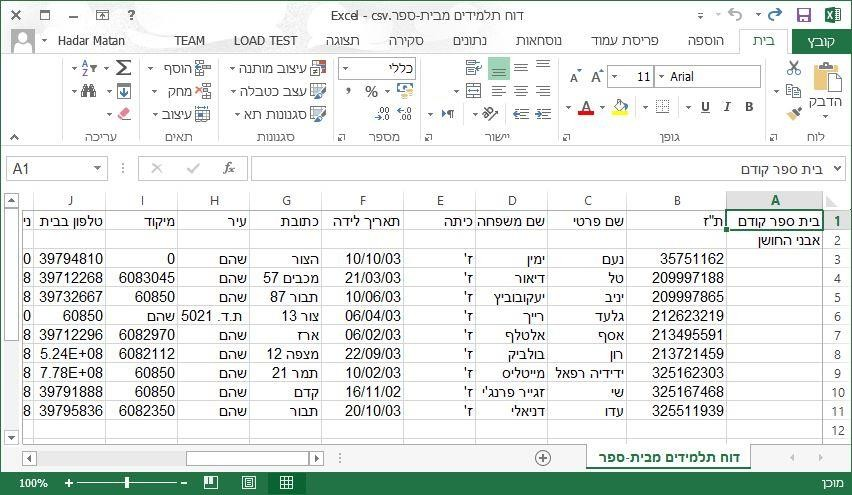 דוח תלמידים מבית-ספר.csv - Excel
קובץ בית הוספה פריסת עמוד נוסחאות נתונים סקירה תצוגה LOAD TEST TEAM Hadar Matan
הדבק Arial 11 כללי עיצוב מותנה הוסף
B I U % עצב כטבלה מחק
סגנונות תא עיצוב
לוח גופן יישור מספר סגנונות תאים עריכה
A1 fx בית ספר קודם
A B C D E F G H I J
1 בית ספר קודם ת"ז שם פרטי שם משפחה כיתה תאריך לידה כתובת עיר מיקוד טלפון בבית ני
2 אבני החושן
3 35751162 נעם ימין ז' 10/10/03 הצור שהם 0 39794810 0
4 209997188 טל דיאור ז' 21/03/03 מכבים 57 שהם 6083045 39712268 8
5 209997865 יניב יעקובוביץ ז' 10/06/03 תבור 87 שהם 60850 39732667 8
6 212623219 גלעד רייך ז' 06/04/03 צור 13 ת.ד. 5021 שהם 60850 0
7 213495591 אסף אלטלף ז' 06/02/03 ארז שהם 6082970 39712296 8
8 213721459 רון בולביק ז' 22/09/03 מצפה 12 שהם 6082112 5.24E+08 8
9 325162303 ידידיה רפאל מייטליס ז' 10/02/03 תמר 21 שהם 60850 7.78E+08 8
10 325167468 שי זגייר פרנג'י ז' 16/11/02 קדם שהם 60850 39791888 8
11 325511939 עדו דניאלי ז' 20/10/03 תבור שהם 6082350 39795836 8
12
דוח תלמידים מבית-ספר
מוכן 100%